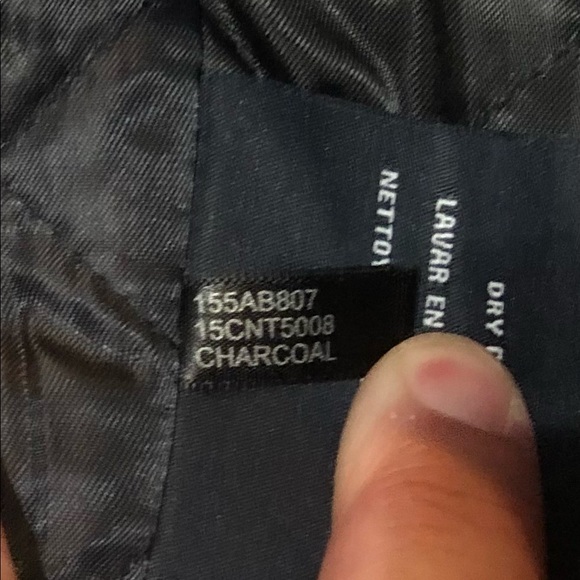 155AB807
15CNT5008
CHARCOAL
DRY
LAVAR EN